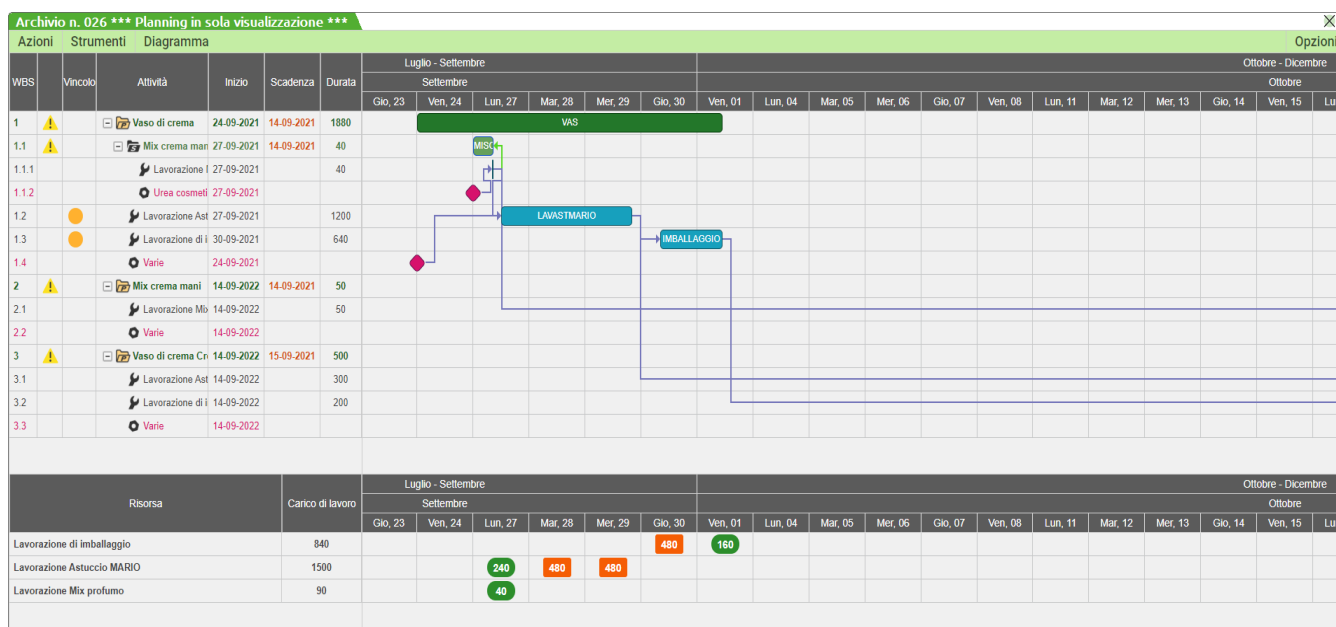 Archivio n. 026 *** Planning in sola visualizzazione ***
Azioni Strumenti Diagramma Opzioni
WBS Vincolo Attività Inizio Scadenza Durata
Luglio - Settembre Ottobre - Dicembre
Settembre Ottobre
Gio, 23 Ven, 24 Lun, 27 Mar, 28 Mer, 29 Gio, 30 Ven, 01 Lun, 04 Mar, 05 Mer, 06 Gio, 07 Ven, 08 Lun, 11 Mar, 12 Mer, 13 Gio, 14 Ven, 15 Lu
1 Vaso di crema 24-09-2021 14-09-2021 1880 VAS
1.1 Mix crema man 27-09-2021 14-09-2021 40
1.1.1 Lavorazione 27-09-2021 40
1.1.2 Urea cosmeti 27-09-2021
1.2 Lavorazione Ast 27-09-2021 1200 LAVASTMARIO
1.3 Lavorazione di i 30-09-2021 640 IMBALLAGGIO
1.4 Varie 24-09-2021
2 Mix crema mani 14-09-2022 14-09-2021 50
2.1 Lavorazione Mix 14-09-2022 50
2.2 Varie 14-09-2022
3 Vaso di crema Cr 14-09-2022 15-09-2021 500
3.1 Lavorazione Ast 14-09-2022 300
3.2 Lavorazione di i 14-09-2022 200
3.3 Varie 14-09-2022
Risorsa Carico di lavoro
Luglio - Settembre Ottobre - Dicembre
Settembre Ottobre
Gio, 23 Ven, 24 Lun, 27 Mar, 28 Mer, 29 Gio, 30 Ven, 01 Lun, 04 Mar, 05 Mer, 06 Gio, 07 Ven, 08 Lun, 11 Mar, 12 Mer, 13 Gio, 14 Ven, 15 Lu
Lavorazione di imballaggio 840 480 160
Lavorazione Astuccio MARIO 1500 240 480 480
Lavorazione Mix profumo 90 40